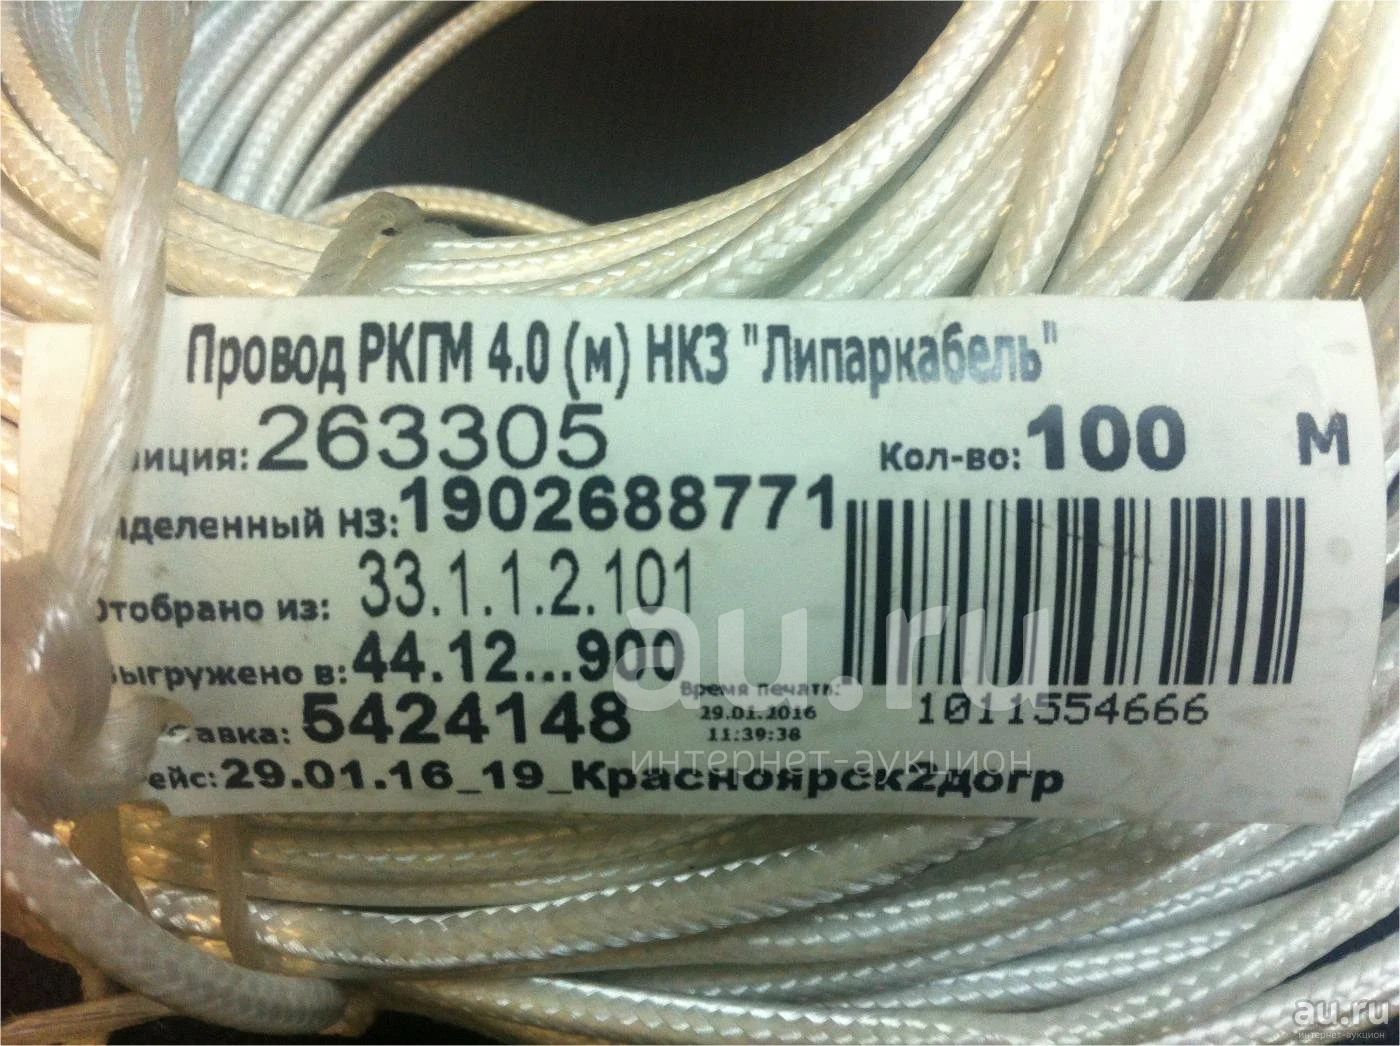 Провод РКГМ 4.0 (м) НКЗ "Липаркабель"
иция: 263305 Кол-во: 100 м
деленный НЗ: 1902688771
Отобрано из: 33.1.1.2.101
ыгружено в: 44.12...900
авка: 5424148
Время печати:
29.01.2016
11:39:38
1011554666
ейс: 29.01.16_19_Красноярск2догр
au.ru
интернет-аукцион
au.ru
интернет-аукцион